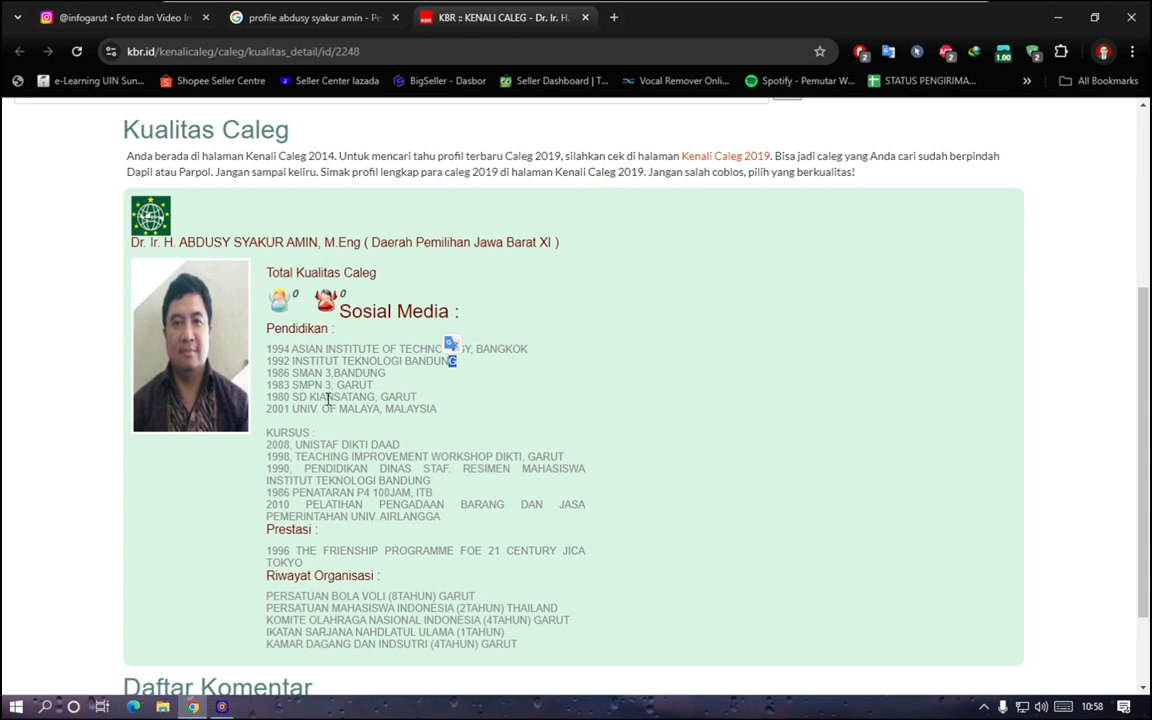 @infogarut • Foto dan Video In
profile abdusy syakur amin - Pe
KBR :: KENALI CALEG - Dr. Ir. H.
kbr.id/kenalicaleg/caleg/kualitas_detail/id/2248
2
2
1.00
2
e-Learning UIN Sun...
Shopee Seller Centre
Seller Center lazada
BigSeller - Dasbor
Seller Dashboard | T...
Vocal Remover Onli...
Spotify - Pemutar W...
STATUS PENGIRIMA...
All Bookmarks
Kualitas Caleg
Anda berada di halaman Kenali Caleg 2014. Untuk mencari tahu profil terbaru Caleg 2019, silahkan cek di halaman Kenali Caleg 2019. Bisa jadi caleg yang Anda cari sudah berpindah
Dapil atau Parpol. Jangan sampai keliru. Simak profil lengkap para caleg 2019 di halaman Kenali Caleg 2019. Jangan salah coblos, pilih yang berkualitas!
Dr. Ir. H. ABDUSY SYAKUR AMIN, M.Eng ( Daerah Pemilihan Jawa Barat XI )
Total Kualitas Caleg
0 0
Sosial Media :
Pendidikan :
1994 ASIAN INSTITUTE OF TECHNOLOGY, BANGKOK
1992 INSTITUT TEKNOLOGI BANDUNG
1986 SMAN 3,BANDUNG
1983 SMPN 3, GARUT
1980 SD KIANSATANG, GARUT
2001 UNIV. OF MALAYA, MALAYSIA
KURSUS :
2008, UNISTAF DIKTI DAAD
1998, TEACHING IMPROVEMENT WORKSHOP DIKTI, GARUT
1990, PENDIDIKAN DINAS STAF. RESIMEN MAHASISWA
INSTITUT TEKNOLOGI BANDUNG
1986 PENATARAN P4 100JAM, ITB
2010 PELATIHAN PENGADAAN BARANG DAN JASA
PEMERINTAHAN UNIV. AIRLANGGA
Prestasi :
1996 THE FRIENSHIP PROGRAMME FOE 21 CENTURY JICA
TOKYO
Riwayat Organisasi :
PERSATUAN BOLA VOLI (8TAHUN) GARUT
PERSATUAN MAHASISWA INDONESIA (2TAHUN) THAILAND
KOMITE OLAHRAGA NASIONAL INDONESIA (4TAHUN) GARUT
IKATAN SARJANA NAHDLATUL ULAMA (1TAHUN)
KAMAR DAGANG DAN INDSUTRI (4TAHUN) GARUT
Daftar Komentar
10:58